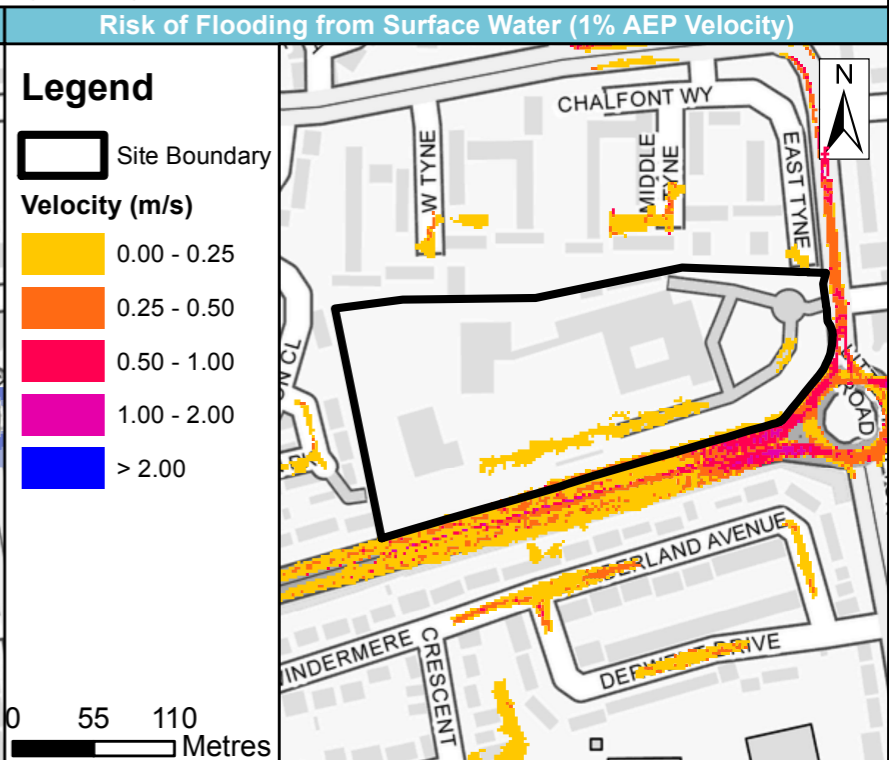 Risk of Flooding from Surface Water (1% AEP Velocity)
Legend
Site Boundary
Velocity (m/s)
0.00 - 0.25
0.25 - 0.50
0.50 - 1.00
1.00 - 2.00
> 2.00
0 55 110
Metres
N
CHALFONT WY
W TYNE
MIDDLE
TYNE
EAST TYNE
CL
ROAD
AVENUE
WINDERMERE
CRESCENT
DERWENT DRIVE